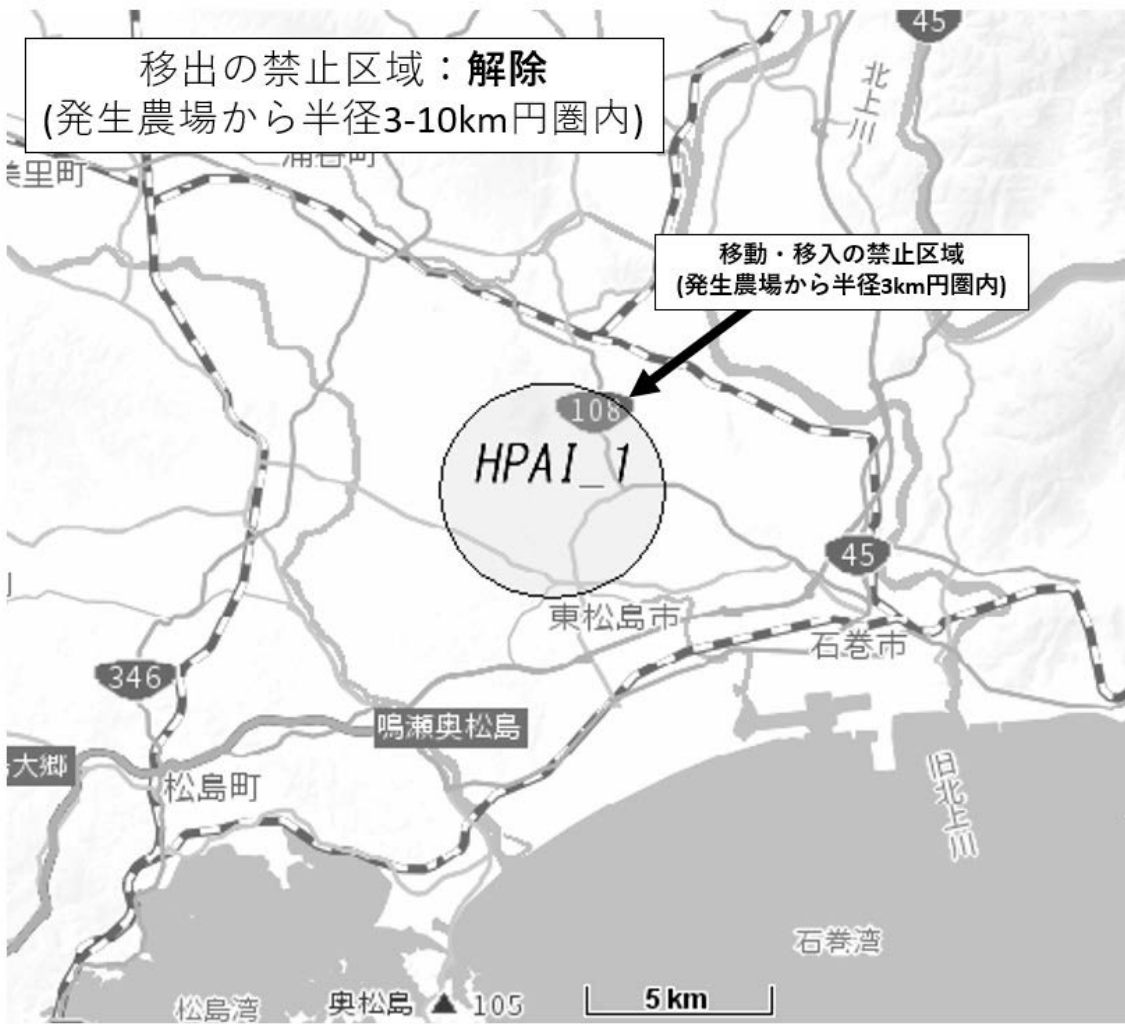 45
移出の禁止区域：解除
(発生農場から半径3-10km円圏内)
北上川
涌谷町
美里町
移動・移入の禁止区域
(発生農場から半径3km円圏内)
108
HPAI_1
45
東松島市
石巻市
346
鳴瀬奥松島
大郷
松島町
旧北上川
石巻湾
松島湾
奥松島
105
5 km